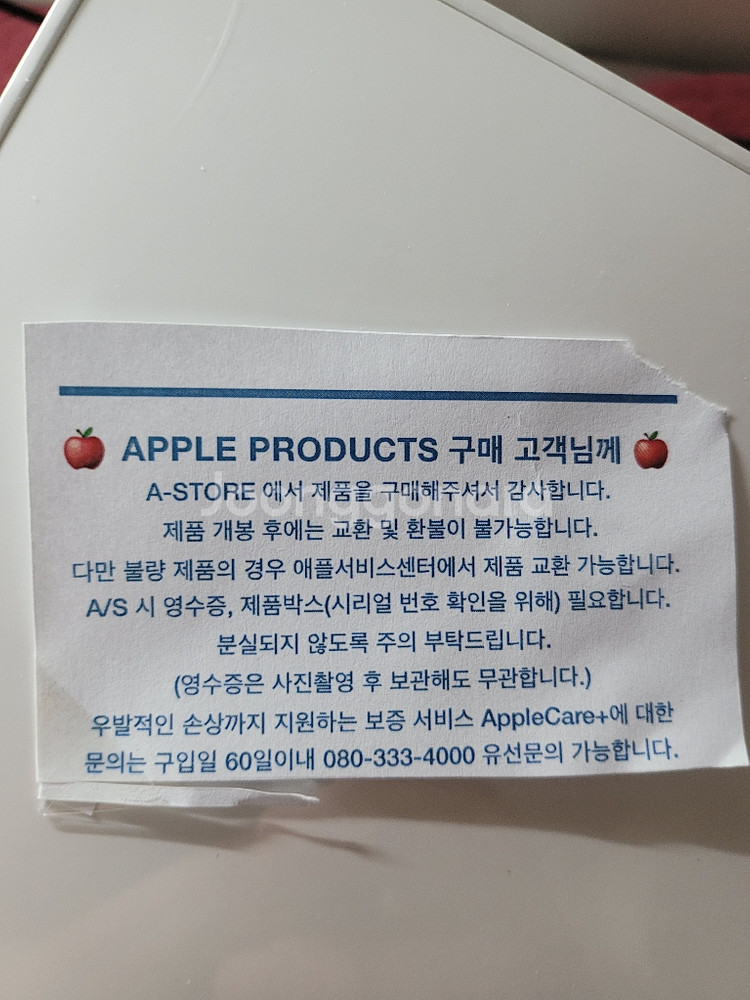 APPLE PRODUCTS 구매 고객님께
A-STORE 에서 제품을 구매해주셔서 감사합니다.
Joonggonara
제품 개봉 후에는 교환 및 환불이 불가능합니다.
다만 불량 제품의 경우 애플서비스센터에서 제품 교환 가능합니다.
A/S 시 영수증, 제품박스(시리얼 번호 확인을 위해) 필요합니다.
분실되지 않도록 주의 부탁드립니다.
(영수증은 사진촬영 후 보관해도 무관합니다.)
우발적인 손상까지 지원하는 보증 서비스 AppleCare+에 대한
문의는 구입일 60일이내 080-333-4000 유선문의 가능합니다.